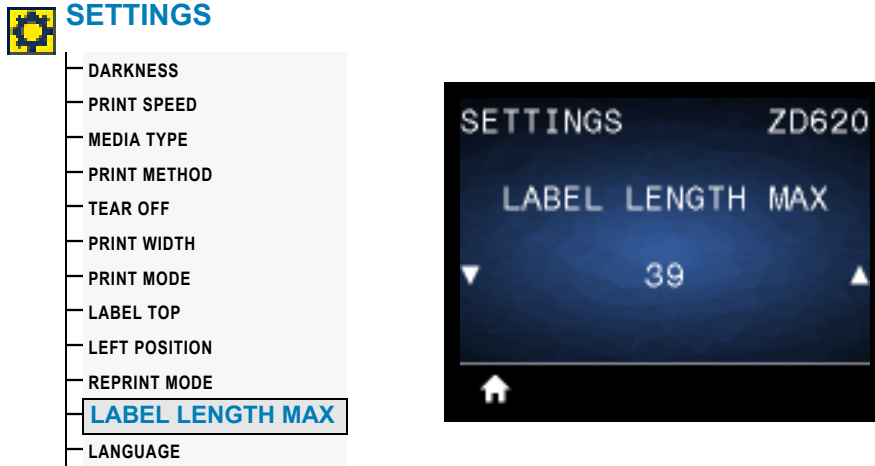 SETTINGS
DARKNESS
PRINT SPEED
MEDIA TYPE
PRINT METHOD
TEAR OFF
PRINT WIDTH
PRINT MODE
LABEL TOP
LEFT POSITION
REPRINT MODE
LABEL LENGTH MAX
LANGUAGE
SETTINGS ZD620
LABEL LENGTH MAX
39